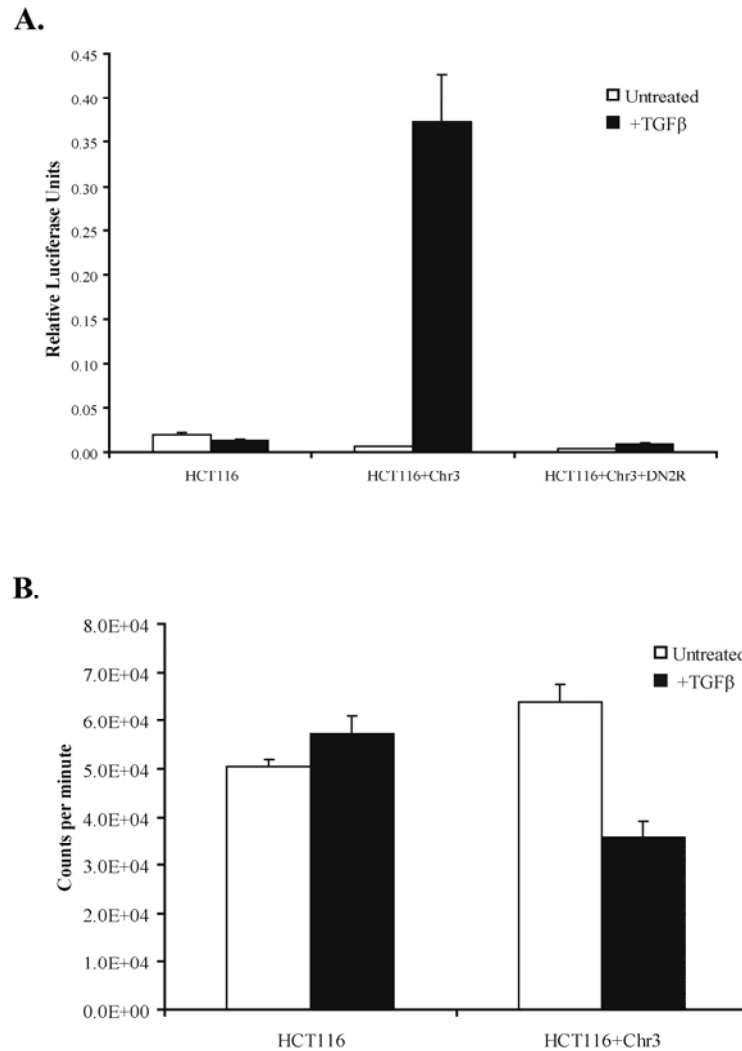 A.
Relative Luciferase Units
0.45
0.40
0.35
0.30
0.25
0.20
0.15
0.10
0.05
0.00
Untreated
+TGFβ
HCT116
HCT116+Chr3
HCT116+Chr3+DN2R
B.
Counts per minute
8.0E+04
7.0E+04
6.0E+04
5.0E+04
4.0E+04
3.0E+04
2.0E+04
1.0E+04
0.0E+00
Untreated
+TGFβ
HCT116
HCT116+Chr3